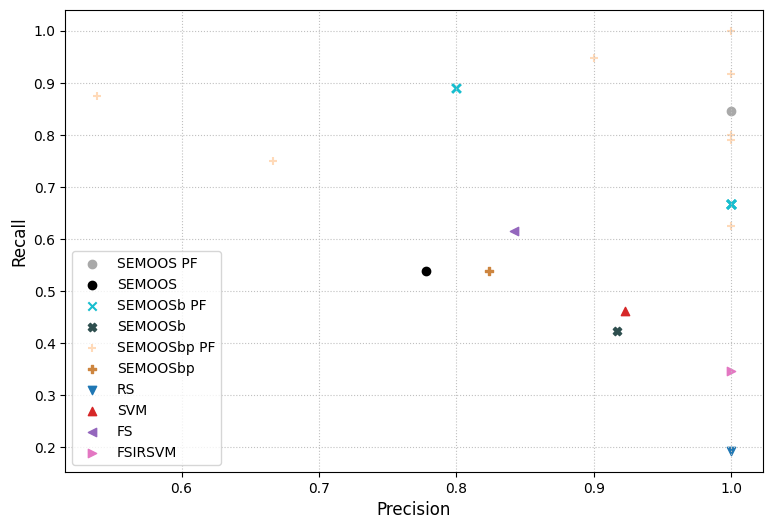 1.0
0.9
0.8
0.7
0.6
0.5
0.4
0.3
0.2
Recall
SEMOOS PF
SEMOOS
SEMOOSb PF
SEMOOSb
SEMOOSbp PF
SEMOOSbp
RS
SVM
FS
FSIRSVM
0.6 0.7 0.8 0.9 1.0
Precision